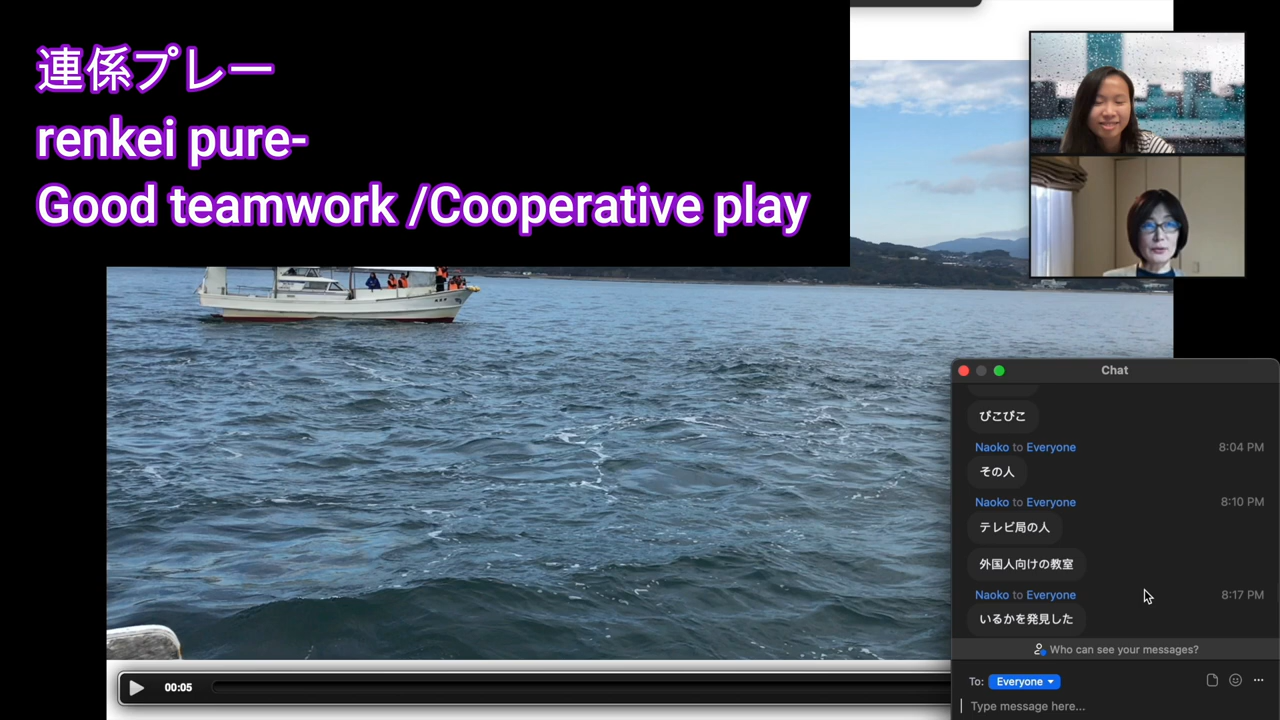 連係プレー
renkei pure-
Good teamwork /Cooperative play
Chat
ぴこぴこ
Naoko to Everyone 8:04 PM
その人
Naoko to Everyone 8:10 PM
テレビ局の人
外国人向けの教室
Naoko to Everyone 8:17 PM
いるかを発見した
Who can see your messages?
To: Everyone
Type message here...
00:05